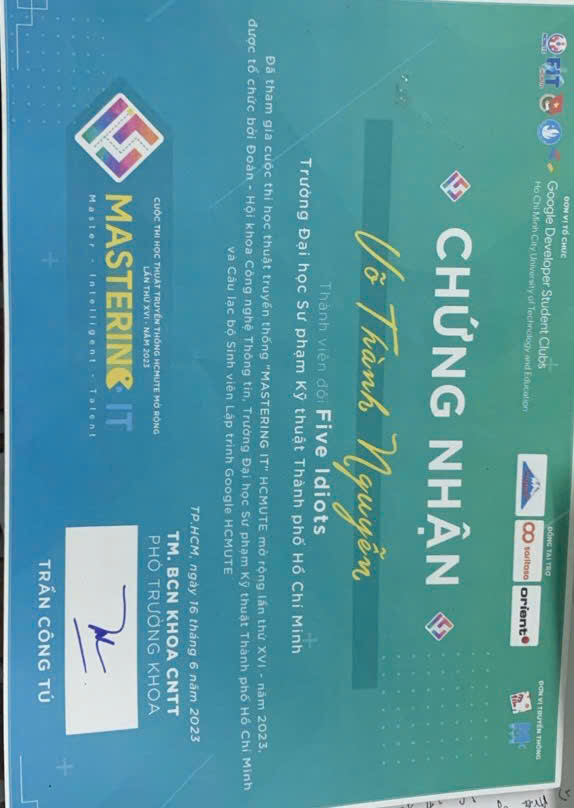 ĐƠN VỊ TỔ CHỨC
FIT
Google Developer Student Clubs
Ho Chi Minh City University of Technology and Education
ĐỒNG TÀI TRỢ
saritasa
orient
ĐƠN VỊ TRUYỀN THÔNG
CHỨNG NHẬN
Võ Thành Nguyễn
Thành viên đội Five Idiots
Trường Đại học Sư phạm Kỹ thuật Thành phố Hồ Chí Minh
Đã tham gia cuộc thi học thuật truyền thống "MASTERING IT" HCMUTE mở rộng lần thứ XVI - năm 2023,
được tổ chức bởi Đoàn - Hội khoa Công nghệ Thông tin, Trường Đại học Sư phạm Kỹ thuật Thành phố Hồ Chí Minh
và Câu lạc bộ Sinh viên Lập trình Google HCMUTE
CUỘC THI HỌC THUẬT TRUYỀN THỐNG HCMUTE MỞ RỘNG
LẦN THỨ XVI - NĂM 2023
MASTERING IT
Master - Intelligent - Talent
TP.HCM, ngày 16 tháng 6 năm 2023
TM. BCN KHOA CNTT
PHÓ TRƯỞNG KHOA
TRẦN CÔNG TÚ